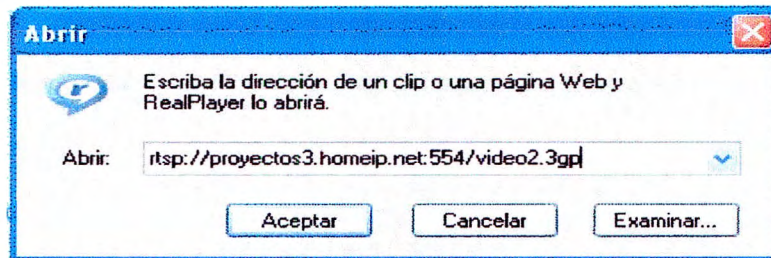 Abrir
Escriba la dirección de un clip o una página Web y
RealPlayer lo abrirá.
Abrir: rtsp://proyectos3.homeip.net:554/video2.3gp
Aceptar Cancelar Examinar...